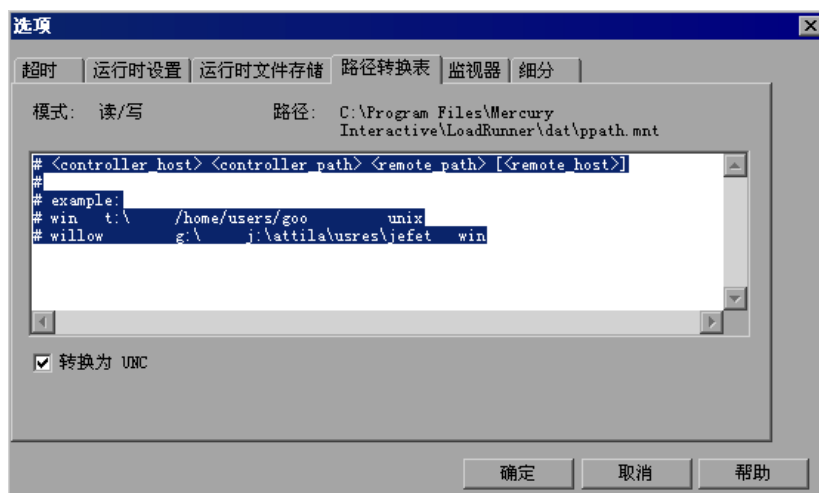 选项
超时 运行时设置 运行时文件存储 路径转换表 监视器 细分
模式: 读/写 路径: C:\Program Files\Mercury
Interactive\LoadRunner\dat\ppath.mnt
# <controller_host> <controller_path> <remote_path> [<remote_host>]
#
# example:
# win t:\ /home/users/goo unix
# willow g:\ j:\attila\usres\jefet win
转换为 UNC
确定 取消 帮助